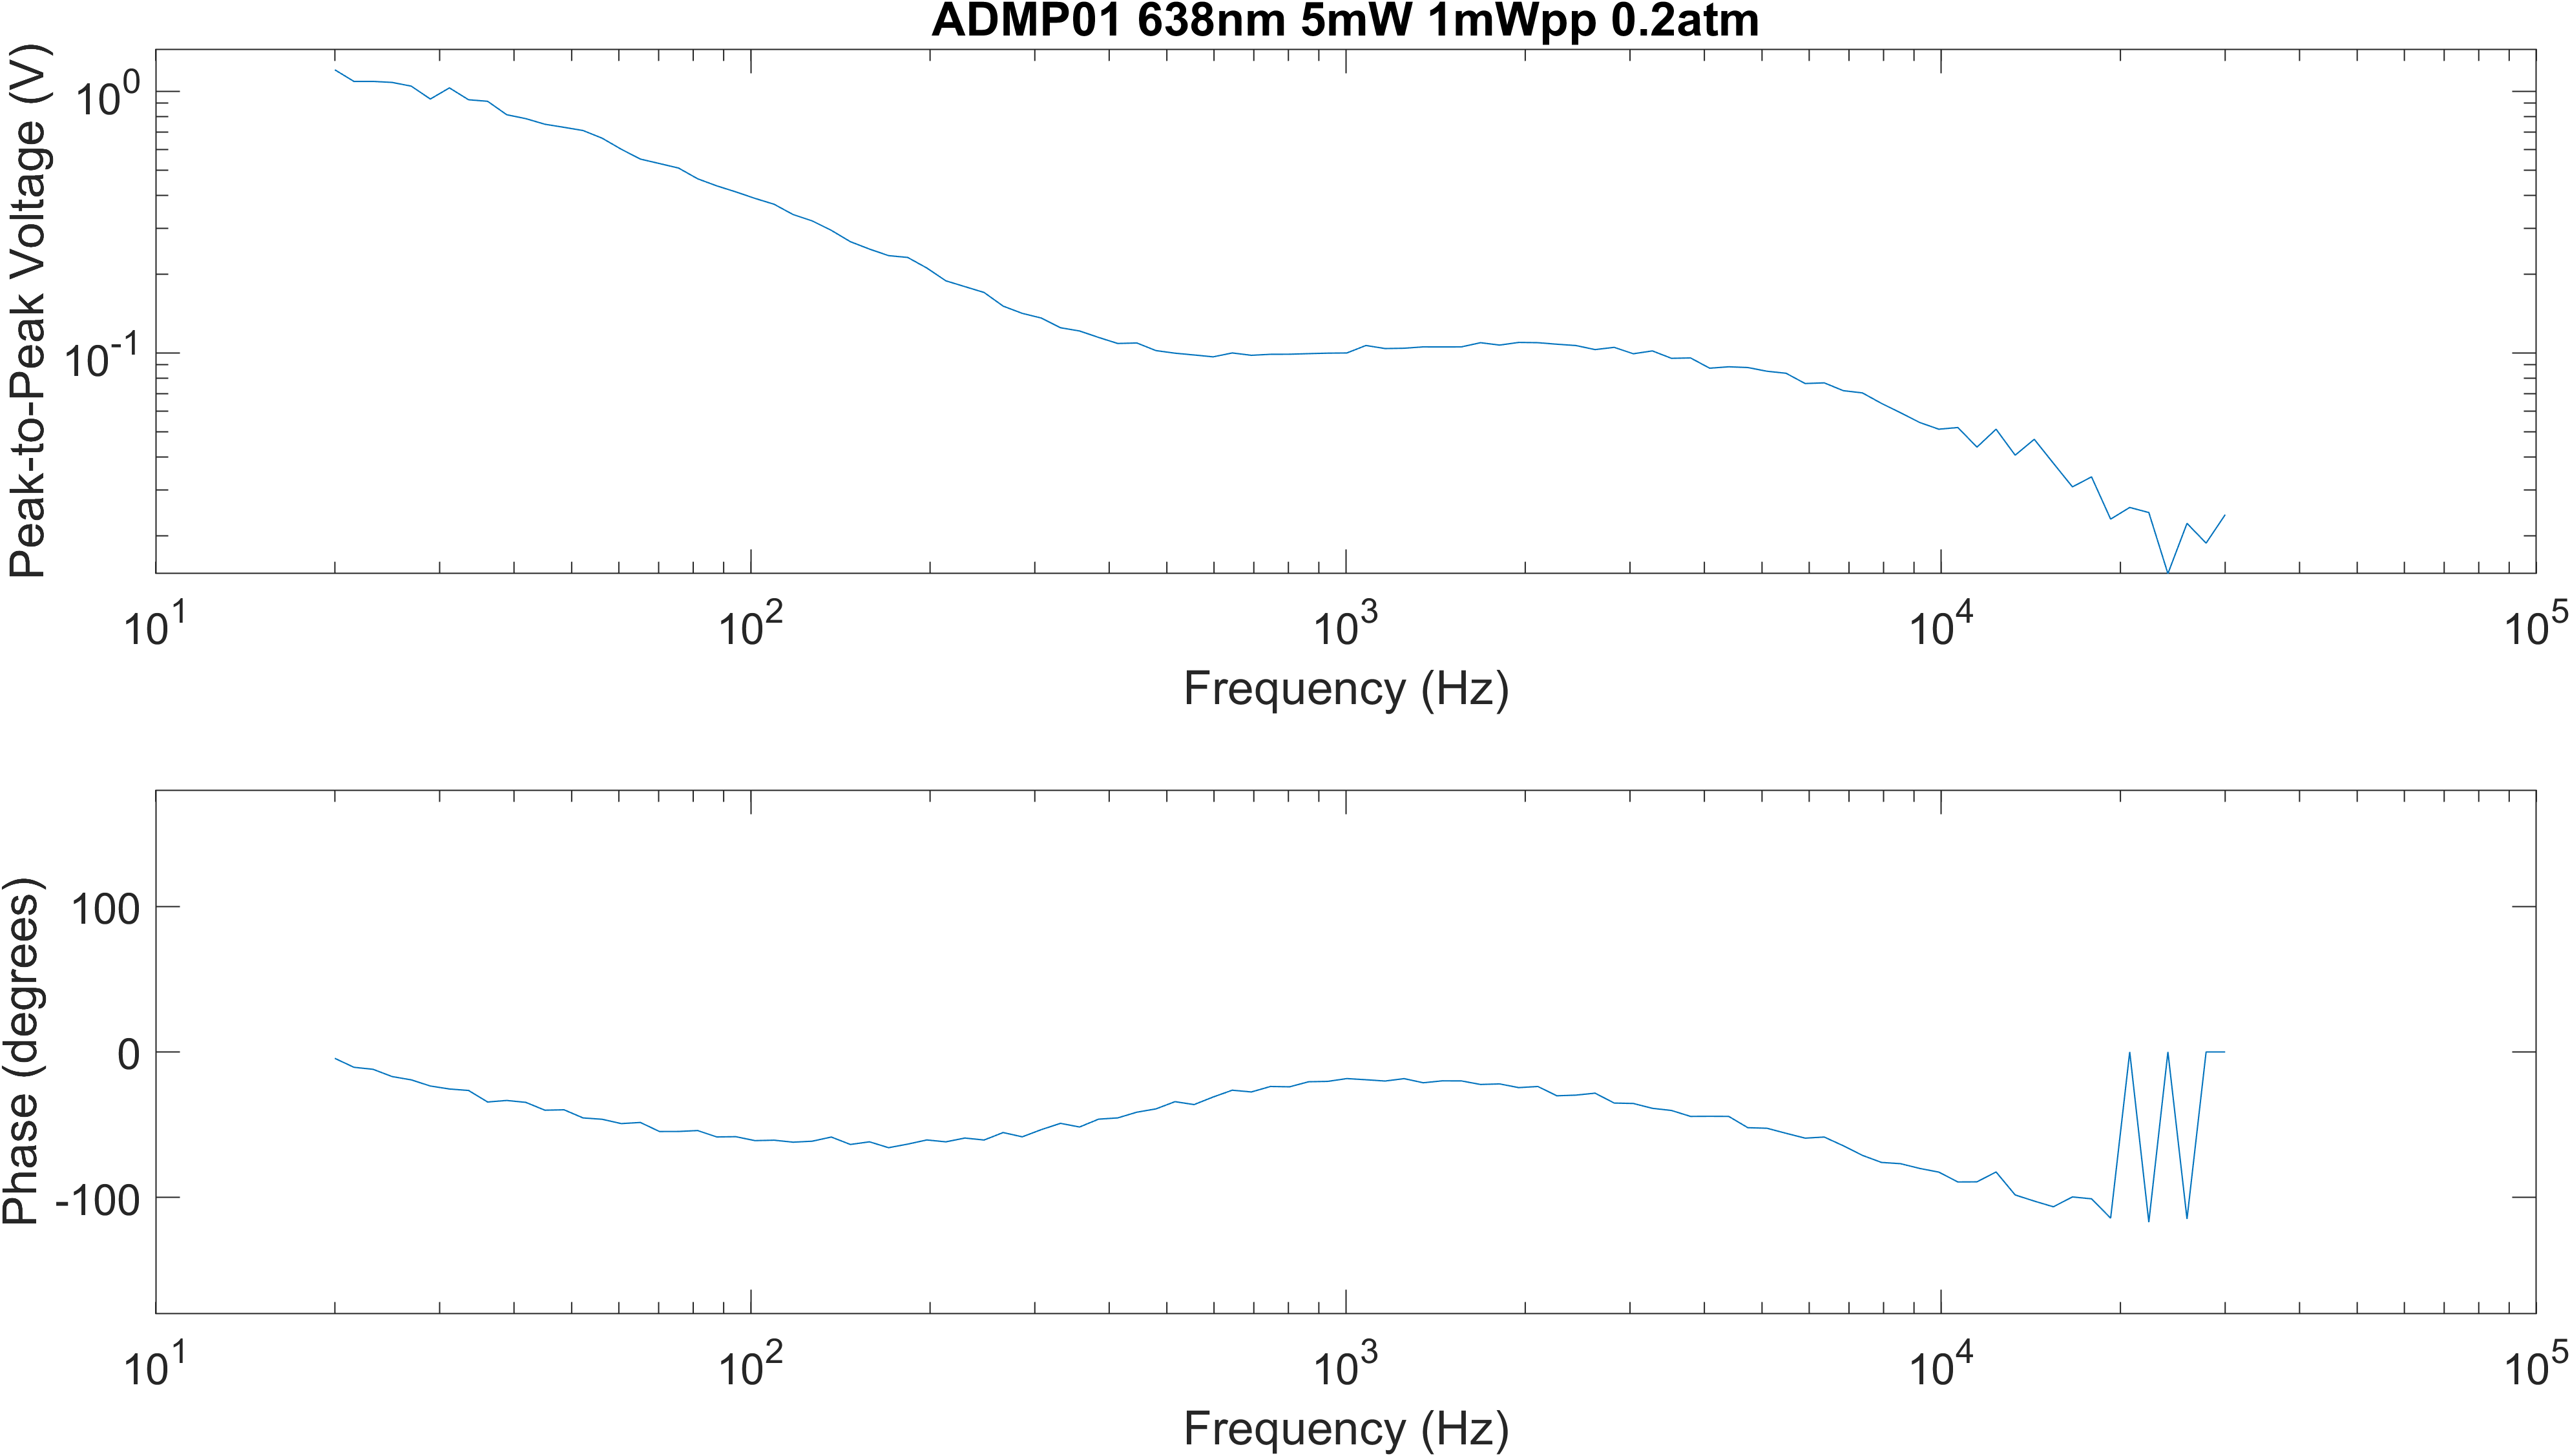 ADMP01 638nm 5mW 1mWpp 0.2atm
Peak-to-Peak Voltage (V)
10^0
10^-1
10^1 10^2 10^3 10^4 10^5
Frequency (Hz)
Phase (degrees)
100
0
-100
10^1 10^2 10^3 10^4 10^5
Frequency (Hz)